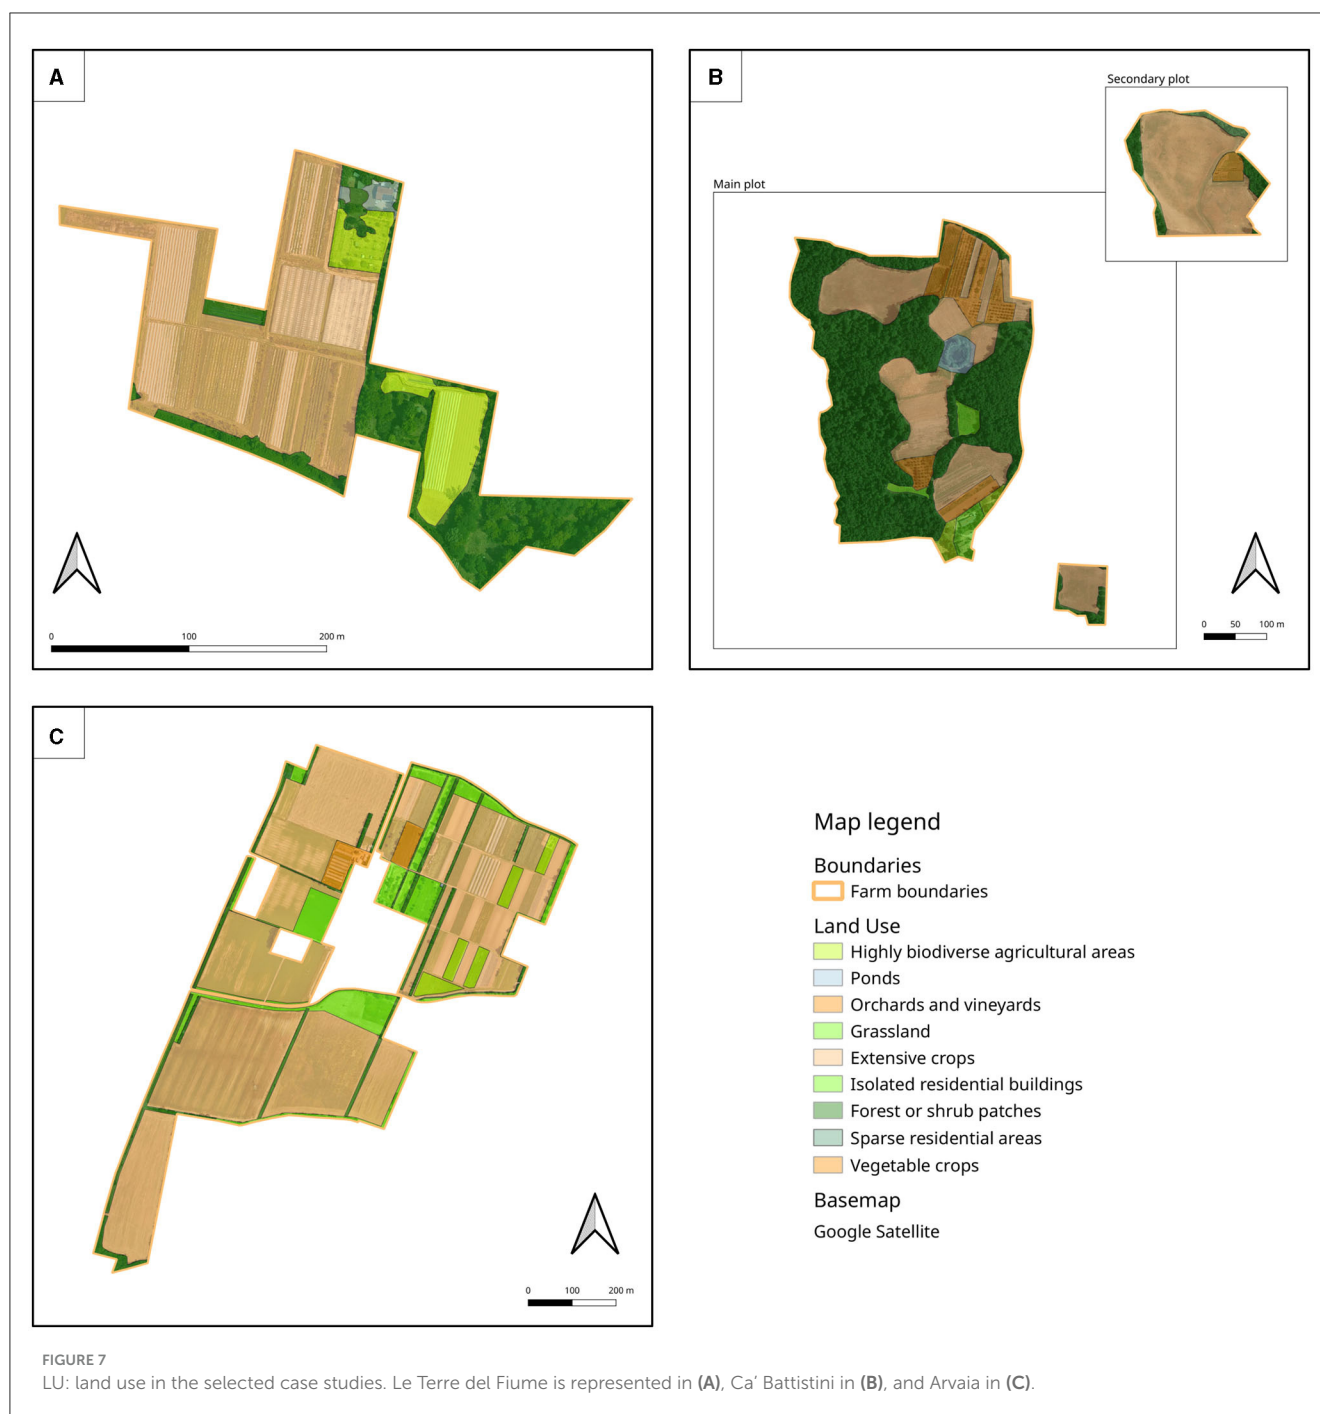 A
0 100 200 m
B
Secondary plot
Main plot
0 50 100 m
C
0 100 200 m
Map legend
Boundaries
Farm boundaries
Land Use
Highly biodiverse agricultural areas
Ponds
Orchards and vineyards
Grassland
Extensive crops
Isolated residential buildings
Forest or shrub patches
Sparse residential areas
Vegetable crops
Basemap
Google Satellite
FIGURE 7
LU: land use in the selected case studies. Le Terre del Fiume is represented in (A), Ca’ Battistini in (B), and Arvaia in (C).